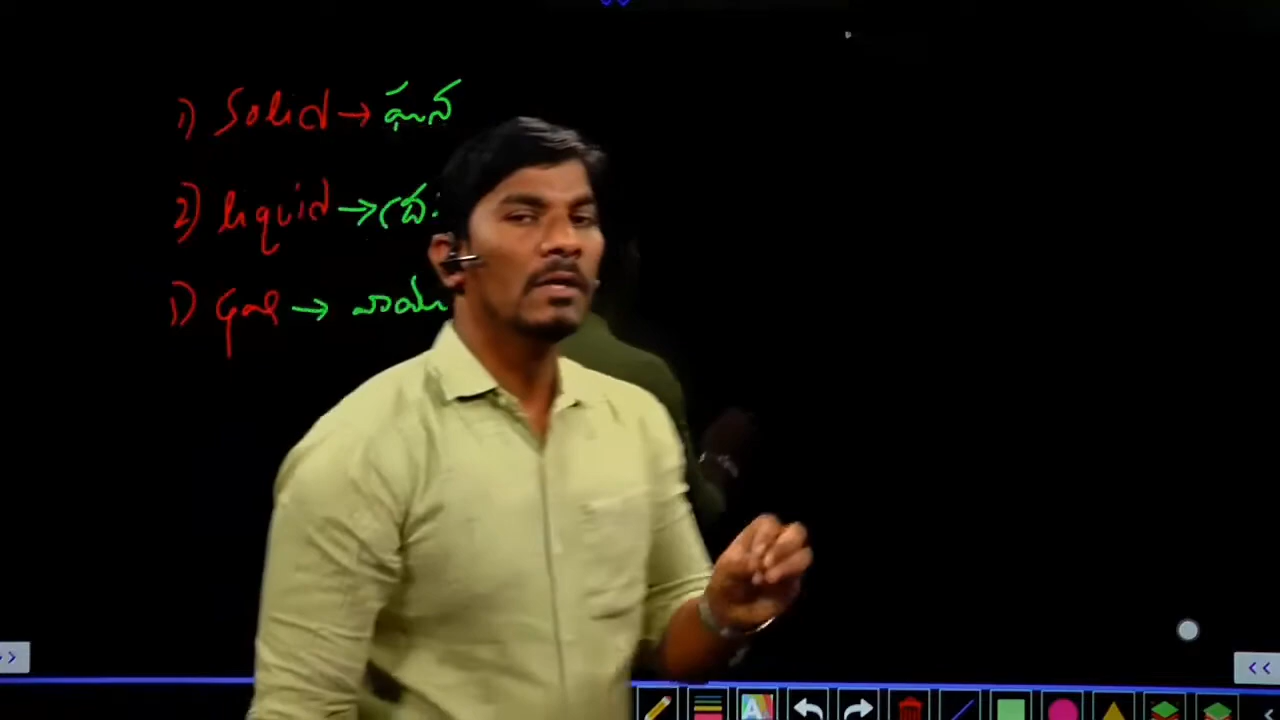 1) Solid → ఘన
2) liquid → ద్ర
1) Gas → వాయు